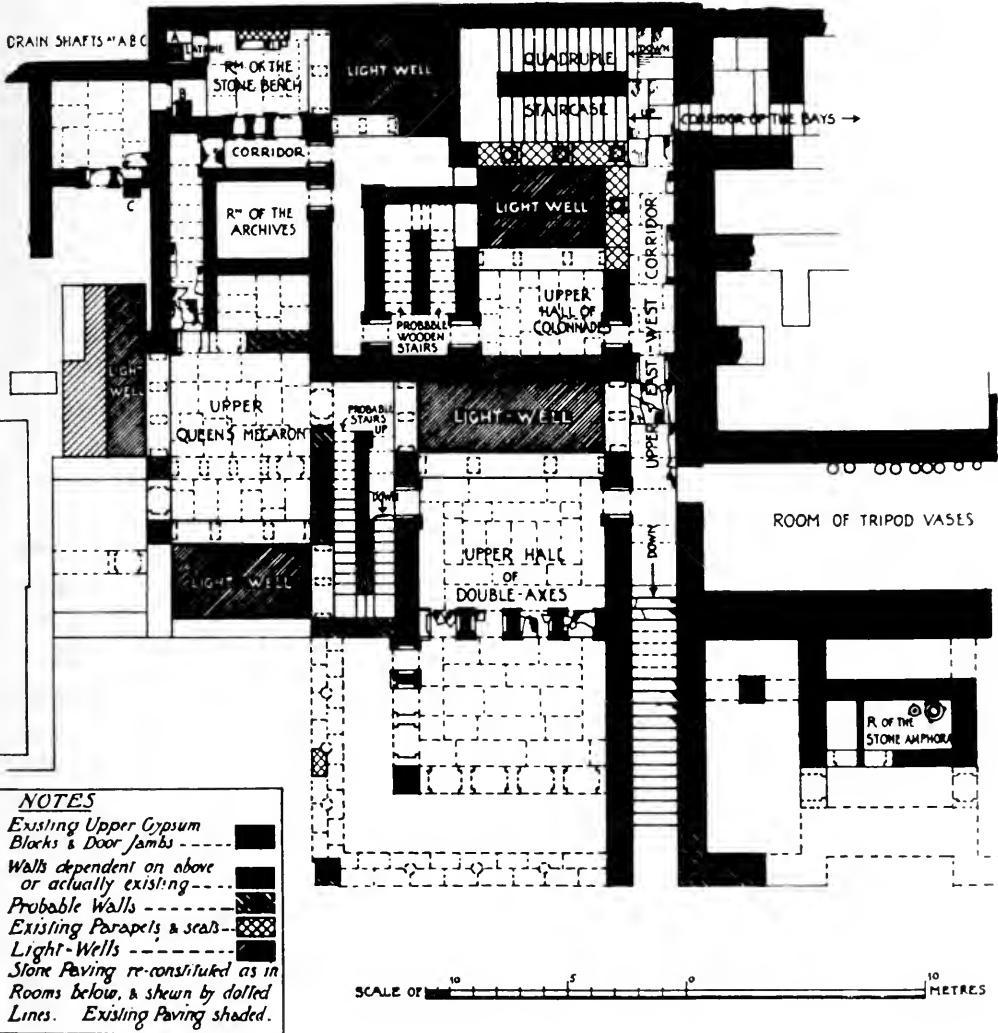 DRAIN SHAFTS AT A B C
A
LATRINE
B
C
RM OF THE
STONE BENCH
LIGHT WELL
QUADRUPLE
STAIRCASE
DOWN
UP
CORRIDOR OF THE BAYS →
CORRIDOR
RM OF THE
ARCHIVES
LIGHT WELL
PROBABLE
WOODEN
STAIRS
UPPER
HALL OF
COLONNADES
UPPER EAST-WEST CORRIDOR
LIGHT
WELL
UPPER
QUEEN'S MEGARON
PROBABLE
STAIRS
UP
DOWN
LIGHT-WELL
LIGHT-WELL
UPPER HALL
OF
DOUBLE-AXES
DOWN
ROOM OF TRIPOD VASES
R OF THE
STONE AMPHORA
NOTES
Existing Upper Gypsum
Blocks & Door Jambs
Walls dependent on above
or actually existing
Probable Walls
Existing Parapets & seats
Light-Wells
Stone Paving re-constituted as in
Rooms below, & shewn by dotted
Lines. Existing Paving shaded.
SCALE OF 10 5 0 10 METRES